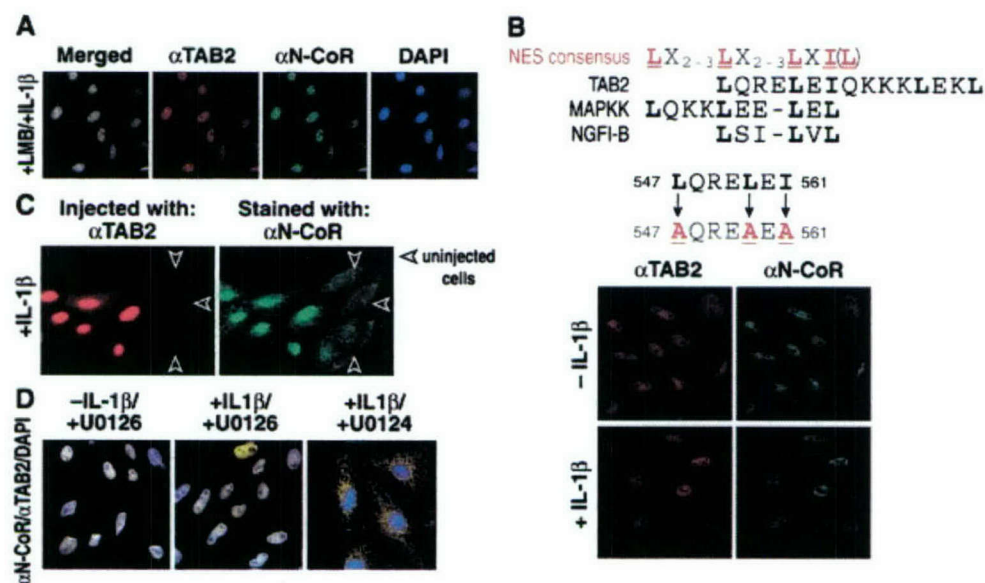 A
Merged αTAB2 αN-CoR DAPI
+LMB/+IL-1β
B
NES consensus LX2-3LX2-3LXI(L)
TAB2 LQRELEIQKKKLEKL
MAPKK LQKKLEE-LEL
NGFI-B LSI-LVL
547 LQRELEI 561
547 AQREAEA 561
αTAB2 αN-CoR
– IL-1β
+ IL-1β
C
Injected with: αTAB2
Stained with: αN-CoR
uninjected cells
+IL-1β
D
–IL-1β/ +U0126
+IL1β/ +U0126
+IL1β/ +U0124
αN-CoR/αTAB2/DAPI